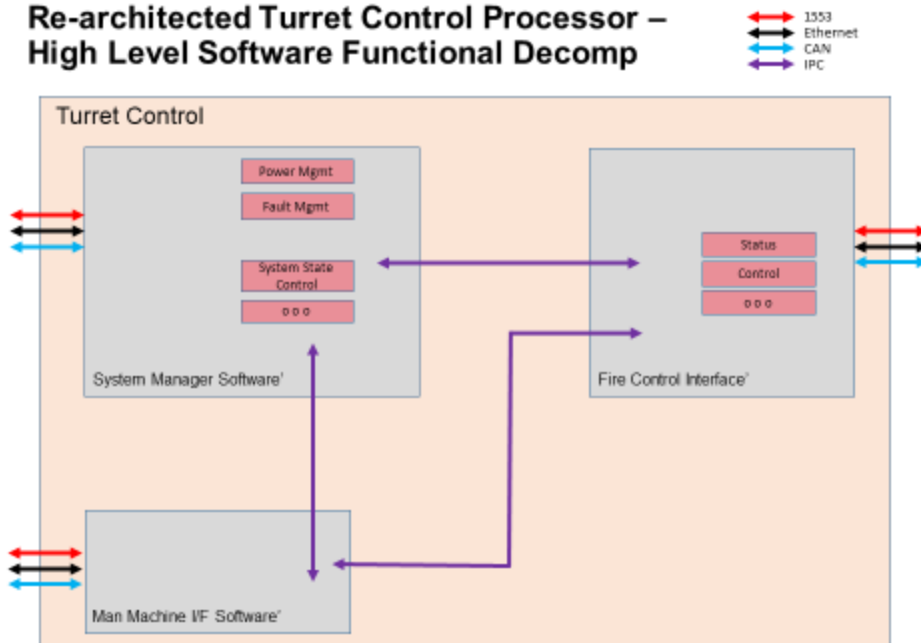 Re-architected Turret Control Processor –
High Level Software Functional Decomp
1553
Ethernet
CAN
IPC
Turret Control
Power Mgmt
Fault Mgmt
System State
Control
o o o
System Manager Software'
Status
Control
o o o
Fire Control Interface'
Man Machine I/F Software'